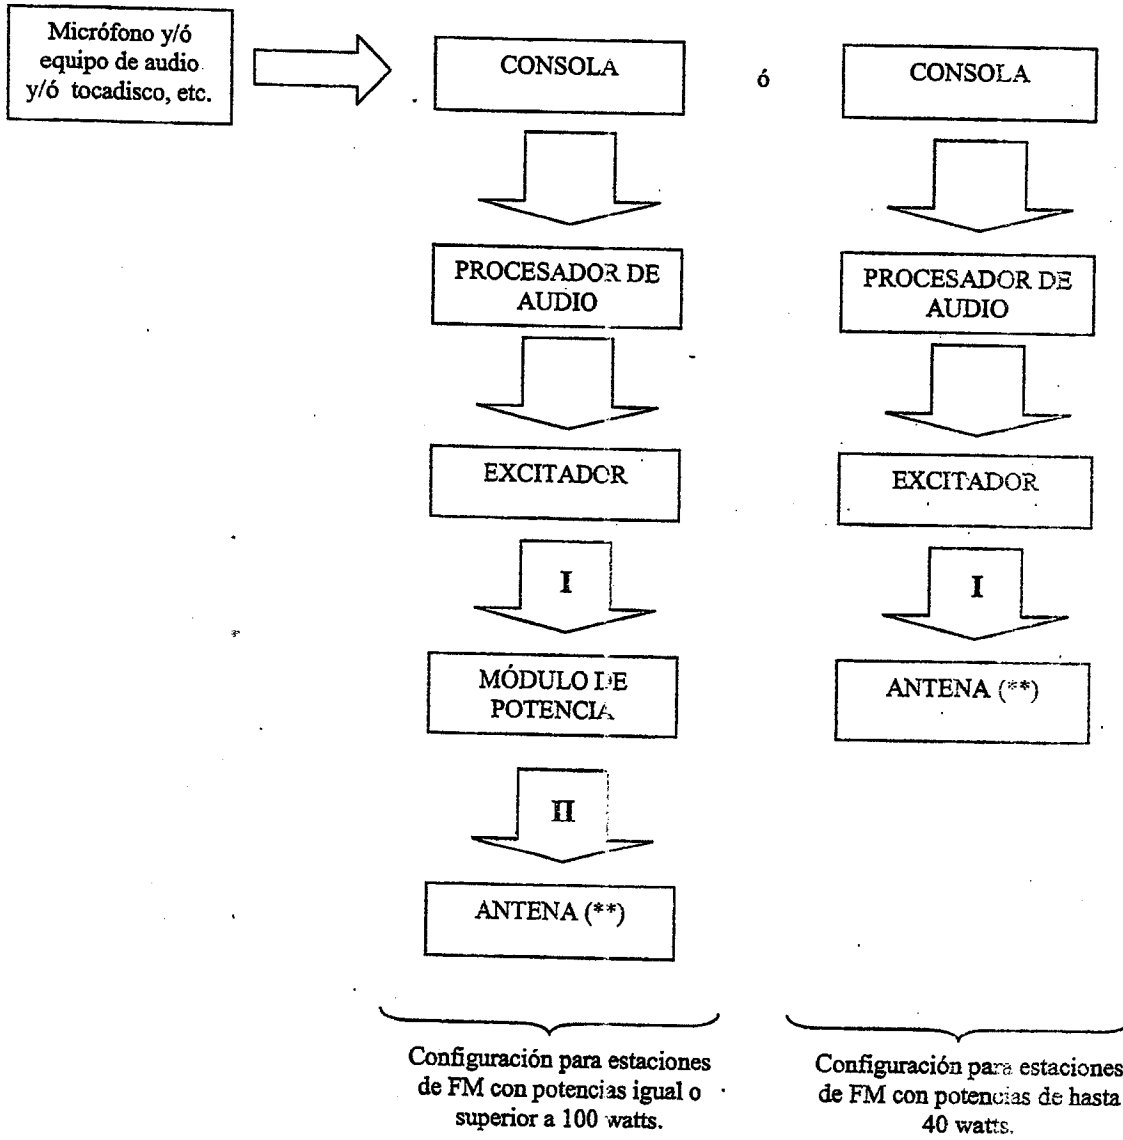 Micrófono y/ó
equipo de audio
y/ó tocadisco, etc.
CONSOLA
ó
CONSOLA
PROCESADOR DE
AUDIO
PROCESADOR DE
AUDIO
EXCITADOR
EXCITADOR
I
I
MÓDULO DE
POTENCIA
ANTENA (**)
II
ANTENA (**)
Configuración para estaciones
de FM con potencias igual o
superior a 100 watts.
Configuración para estaciones
de FM con potencias de hasta
40 watts.